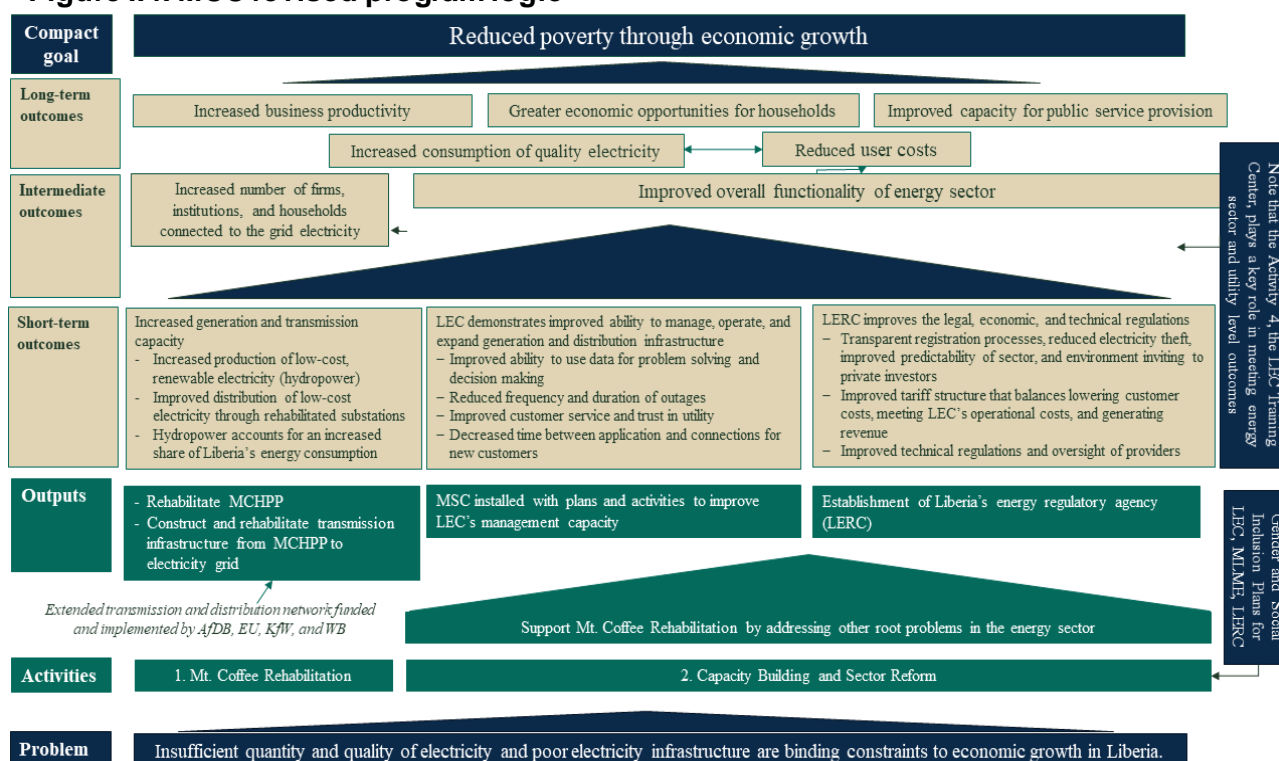 Compact
goal
Reduced poverty through economic growth
Long-term
outcomes
Increased business productivity
Greater economic opportunities for households
Improved capacity for public service provision
Increased consumption of quality electricity
Reduced user costs
Intermediate
outcomes
Increased number of firms,
institutions, and households
connected to the grid electricity
Improved overall functionality of energy sector
Note that the Activity 4, the LEC Training
Center, plays a key role in meeting energy
sector and utility level outcomes
Short-term
outcomes
Increased generation and transmission
capacity
- Increased production of low-cost,
renewable electricity (hydropower)
- Improved distribution of low-cost
electricity through rehabilitated substations
- Hydropower accounts for an increased
share of Liberia's energy consumption
LEC demonstrates improved ability to manage, operate, and
expand generation and distribution infrastructure
– Improved ability to use data for problem solving and
decision making
– Reduced frequency and duration of outages
– Improved customer service and trust in utility
– Decreased time between application and connections for
new customers
LERC improves the legal, economic, and technical regulations
– Transparent registration processes, reduced electricity theft,
improved predictability of sector, and environment inviting to
private investors
– Improved tariff structure that balances lowering customer
costs, meeting LEC's operational costs, and generating
revenue
– Improved technical regulations and oversight of providers
Outputs
- Rehabilitate MCHPP
- Construct and rehabilitate transmission
infrastructure from MCHPP to
electricity grid
MSC installed with plans and activities to improve
LEC's management capacity
Establishment of Liberia's energy regulatory agency
(LERC)
Gender and Social
Inclusion Plans for
LEC, MLME, LERC
Extended transmission and distribution network funded
and implemented by AfDB, EU, KfW, and WB
Support Mt. Coffee Rehabilitation by addressing other root problems in the energy sector
Activities
1. Mt. Coffee Rehabilitation
2. Capacity Building and Sector Reform
Problem
Insufficient quantity and quality of electricity and poor electricity infrastructure are binding constraints to economic growth in Liberia.